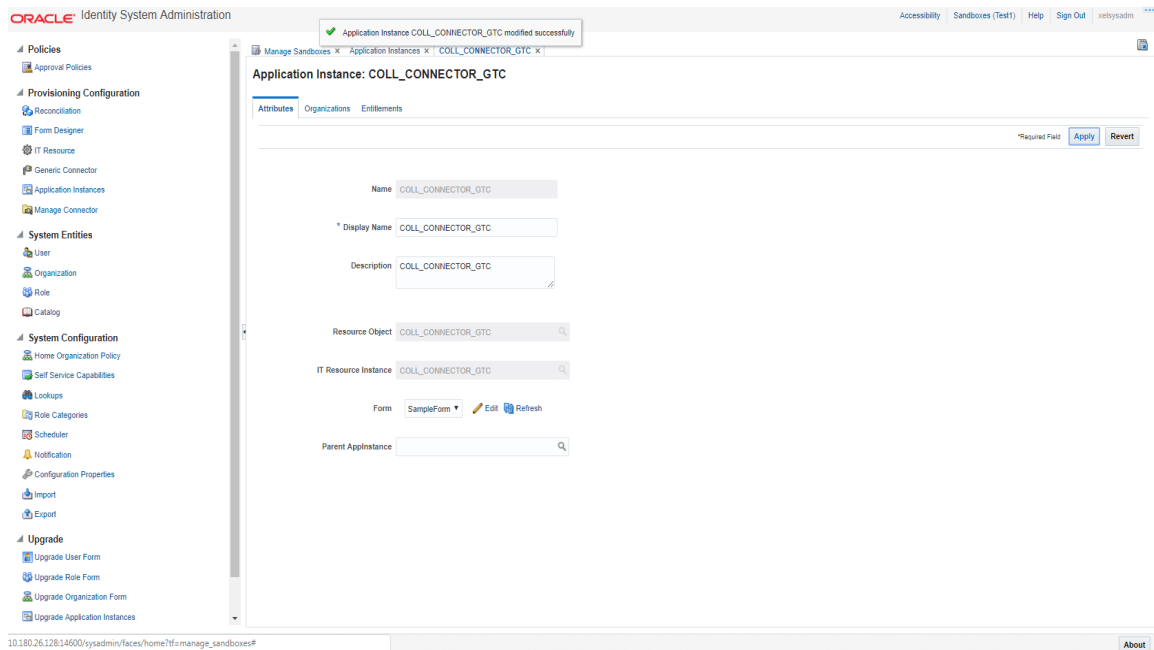 ORACLE Identity System Administration
Accessibility Sandboxes (Test1) Help Sign Out xelsysadm
Application Instance COLL_CONNECTOR_GTC modified successfully
Policies
Approval Policies
Provisioning Configuration
Reconciliation
Form Designer
IT Resource
Generic Connector
Application Instances
Manage Connector
System Entities
User
Organization
Role
Catalog
System Configuration
Home Organization Policy
Self Service Capabilities
Lookups
Role Categories
Scheduler
Notification
Configuration Properties
Import
Export
Upgrade
Upgrade User Form
Upgrade Role Form
Upgrade Organization Form
Upgrade Application Instances
Manage Sandboxes × Application Instances × COLL_CONNECTOR_GTC ×
Application Instance: COLL_CONNECTOR_GTC
Attributes Organizations Entitlements
*Required Field Apply Revert
Name COLL_CONNECTOR_GTC
* Display Name COLL_CONNECTOR_GTC
Description COLL_CONNECTOR_GTC
Resource Object COLL_CONNECTOR_GTC
IT Resource Instance COLL_CONNECTOR_GTC
Form SampleForm Edit Refresh
Parent AppInstance
10.180.26.128:14600/sysadmin/faces/home?tf=manage_sandboxes#
About